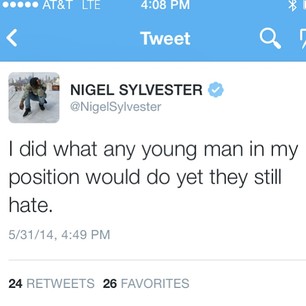 AT&T LTE 4:08 PM
Tweet
NIGEL SYLVESTER
@NigelSylvester
I did what any young man in my
position would do yet they still
hate.
5/31/14, 4:49 PM
24 RETWEETS 26 FAVORITES